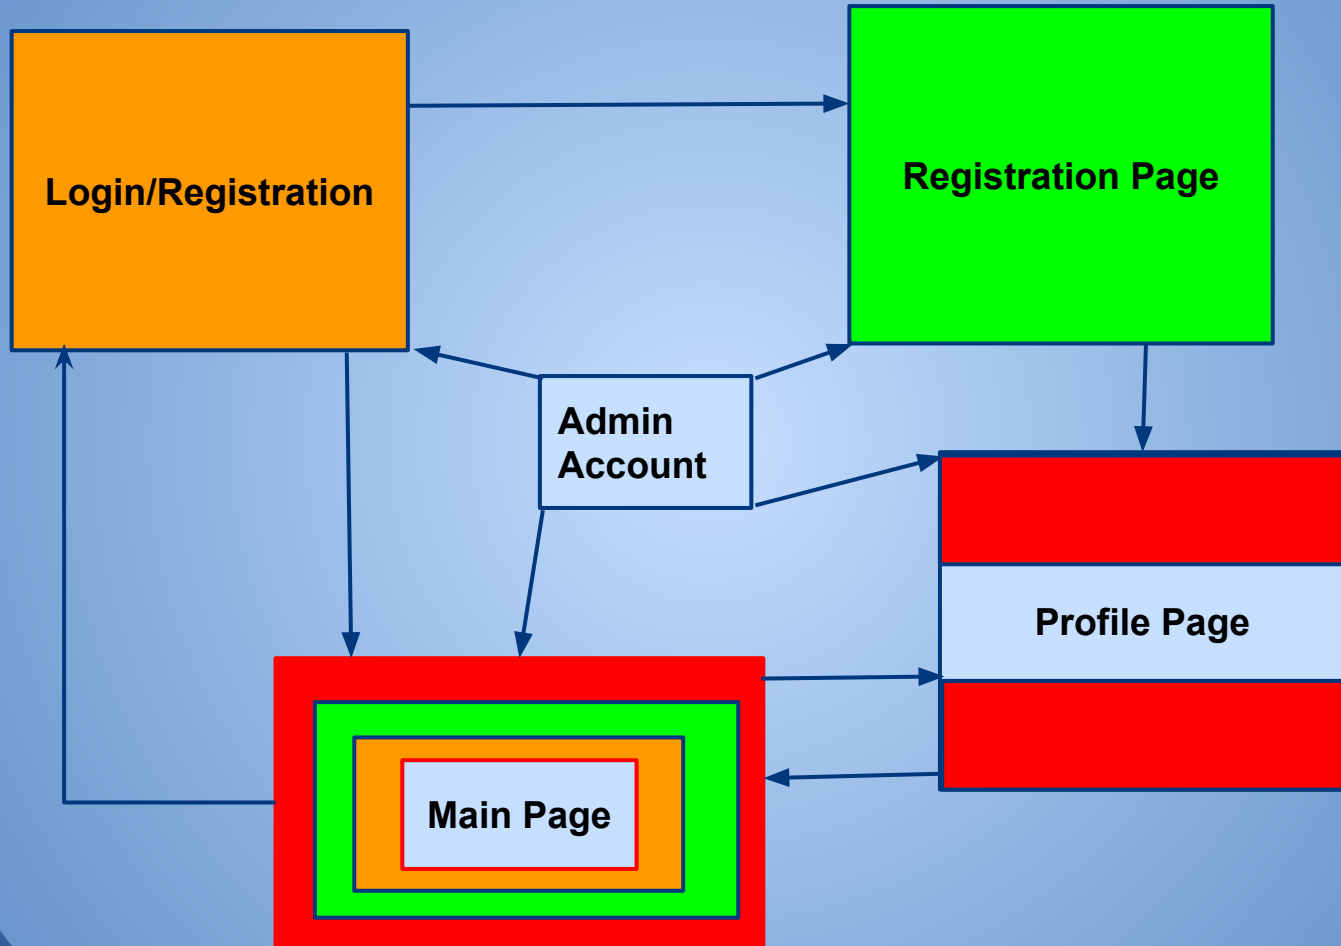 Login/Registration
Registration Page
Admin
Account
Profile Page
Main Page